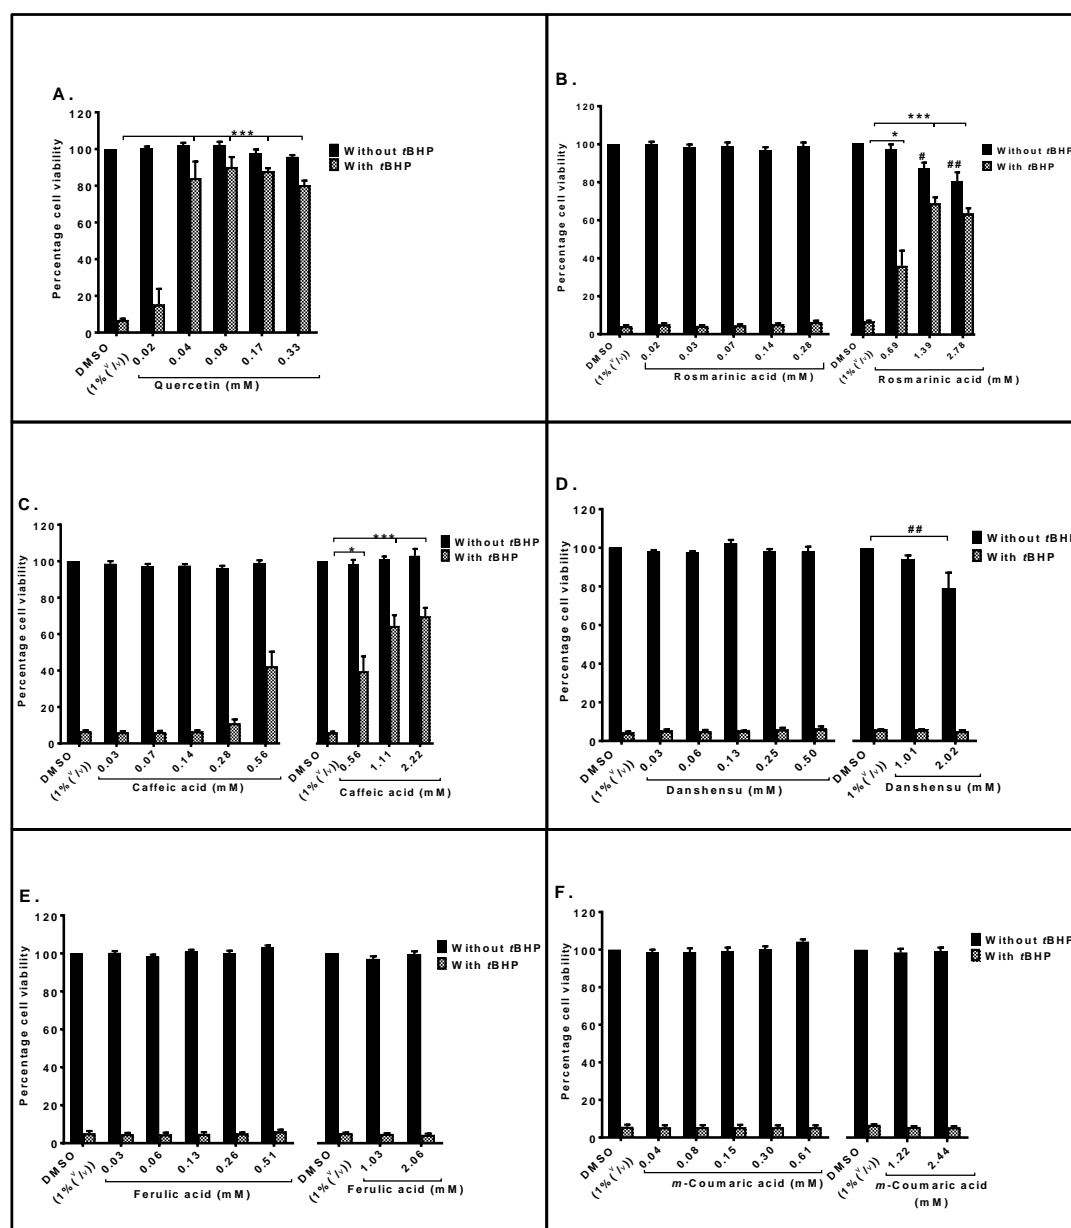 A.
120
100
80
60
40
20
0
Percentage cell viability
***
Without tBHP
With tBHP
DMSO
(1% (v/v))
0.02
0.04
0.08
0.17
0.33
Quercetin (mM)
B.
120
100
80
60
40
20
0
Percentage cell viability
***
*
#
##
Without tBHP
With tBHP
DMSO
(1% (v/v))
0.02
0.03
0.07
0.14
0.28
Rosmarinic acid (mM)
DMSO
(1% (v/v))
0.69
1.39
2.78
Rosmarinic acid (mM)
C.
120
100
80
60
40
20
0
Percentage cell viability
***
*
Without tBHP
With tBHP
DMSO
(1% (v/v))
0.03
0.07
0.14
0.28
0.56
Caffeic acid (mM)
DMSO
(1% (v/v))
0.56
1.11
2.22
Caffeic acid (mM)
D.
120
100
80
60
40
20
0
Percentage cell viability
##
Without tBHP
With tBHP
DMSO
(1% (v/v))
0.03
0.06
0.13
0.25
0.50
Danshensu (mM)
DMSO
1% (v/v))
1.01
2.02
Danshensu (mM)
E.
120
100
80
60
40
20
0
Percentage cell viability
Without tBHP
With tBHP
DMSO
(1% (v/v))
0.03
0.06
0.13
0.26
0.51
Ferulic acid (mM)
DMSO
(1% (v/v))
1.03
2.06
Ferulic acid (mM)
F.
120
100
80
60
40
20
0
Percentage cell viability
Without tBHP
With tBHP
DMSO
(1% (v/v))
0.04
0.08
0.15
0.30
0.61
m-Coumaric acid (mM)
DMSO
(1% (v/v))
1.22
2.44
m-Coumaric acid
(mM)